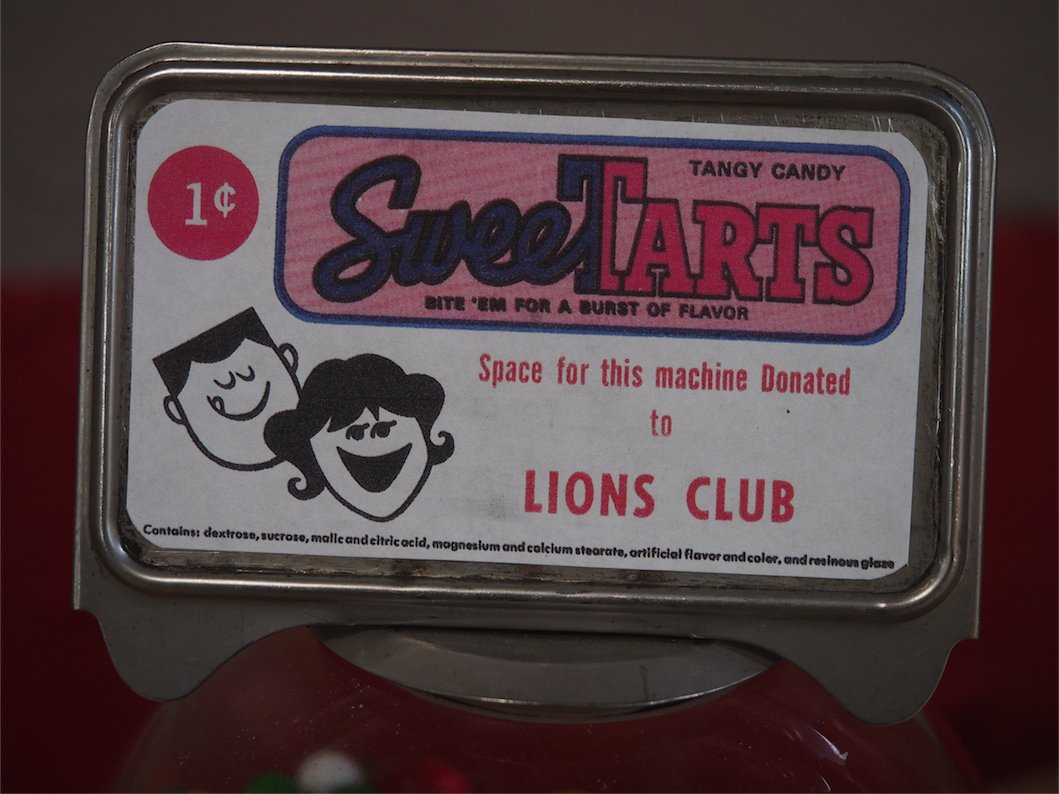 1¢
TANGY CANDY
SweeTARTS
BITE 'EM FOR A BURST OF FLAVOR
Space for this machine Donated
to
LIONS CLUB
Contains: dextrose, sucrose, malic and citric acid, magnesium and calcium stearate, artificial flavor and color, and resinous glaze